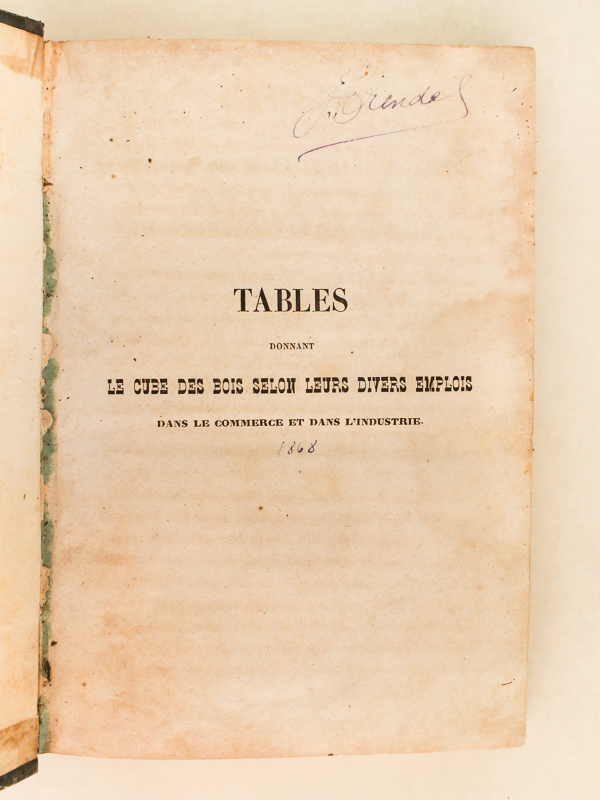 TABLES
DONNANT
LE CUBE DES BOIS SELON LEURS DIVERS EMPLOIS
DANS LE COMMERCE ET DANS L'INDUSTRIE.
1868